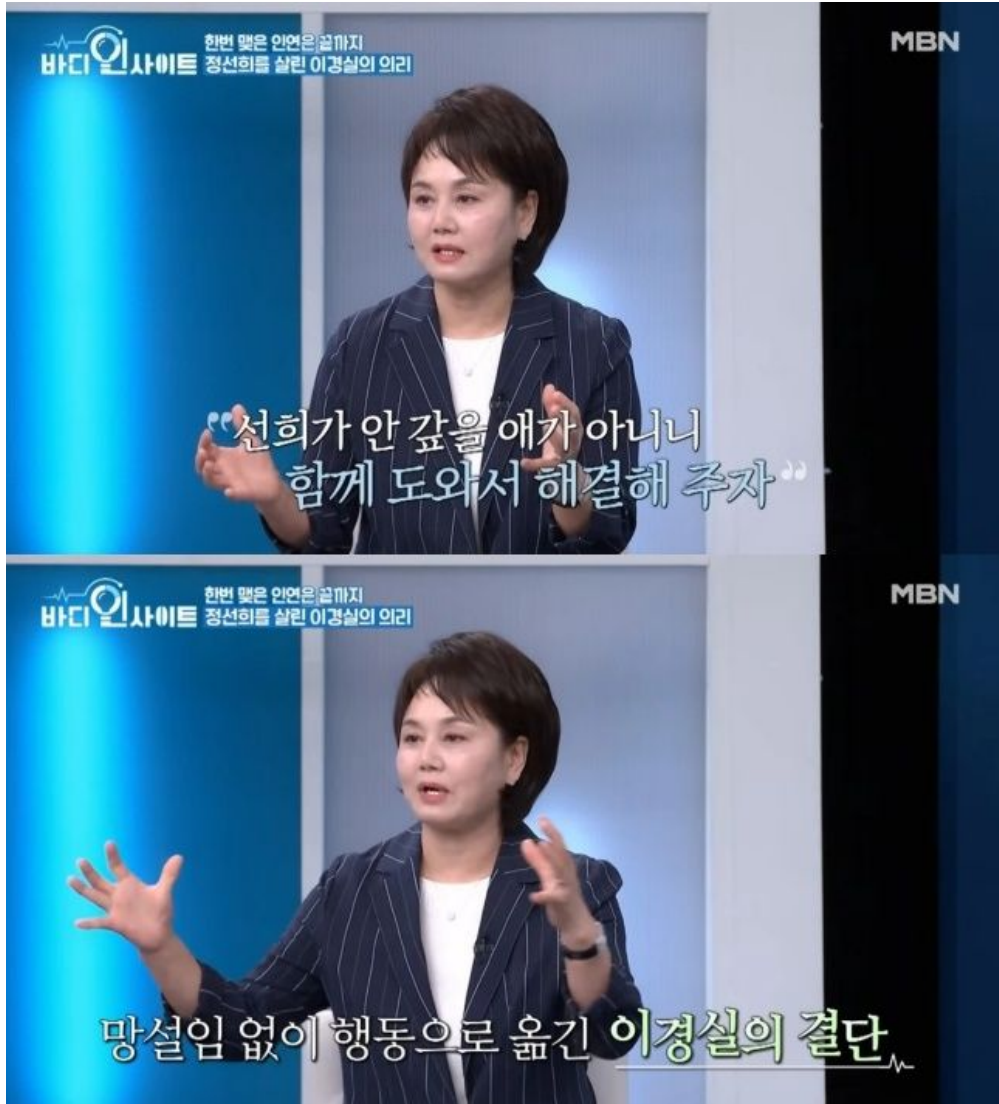 바디인사이트
한번 맺은 인연은 끝까지
정선희를 살린 이경실의 의리
MBN
“선희가 안 갚을 애가 아니니
함께 도와서 해결해 주자”
바디인사이트
한번 맺은 인연은 끝까지
정선희를 살린 이경실의 의리
MBN
망설임 없이 행동으로 옮긴 이경실의 결단